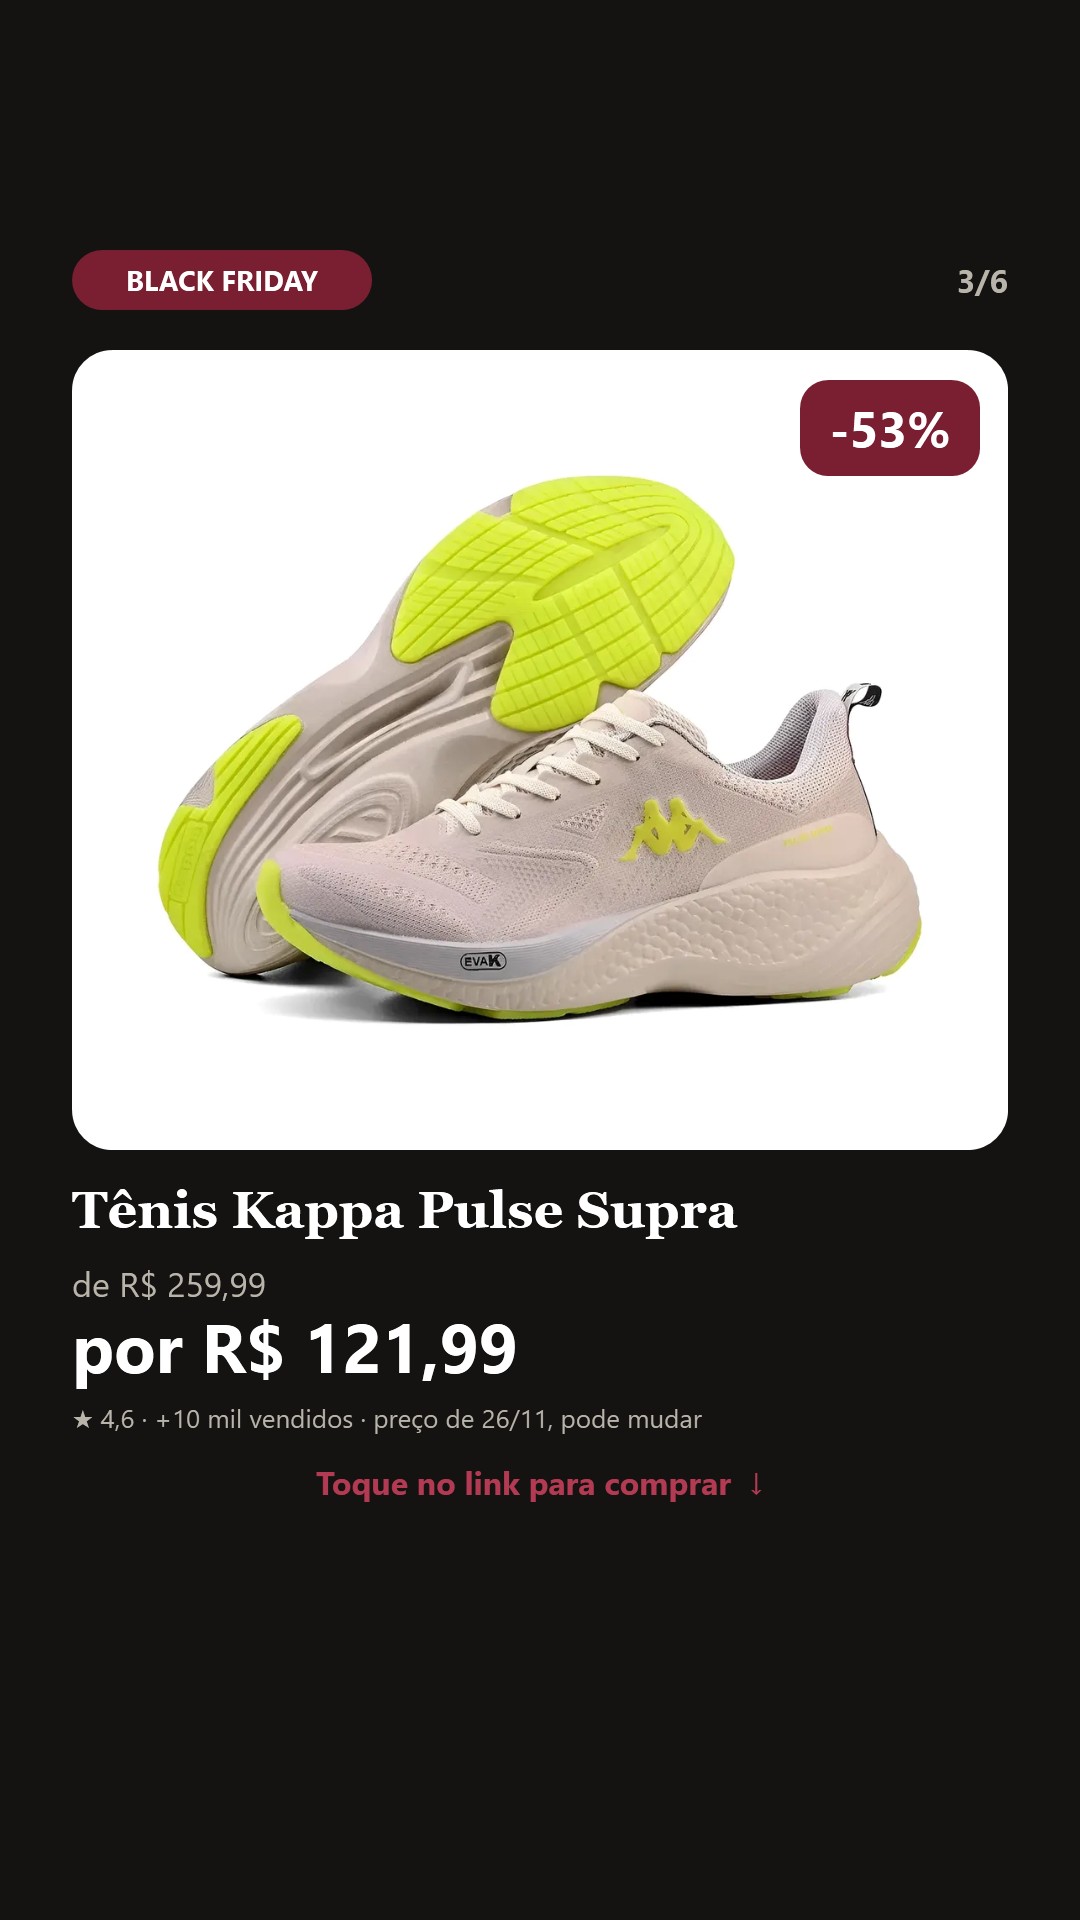 BLACK FRIDAY
3/6
-53%
EVAK
Tênis Kappa Pulse Supra
de R$ 259,99
por R$ 121,99
★ 4,6 · +10 mil vendidos · preço de 26/11, pode mudar
Toque no link para comprar ↓